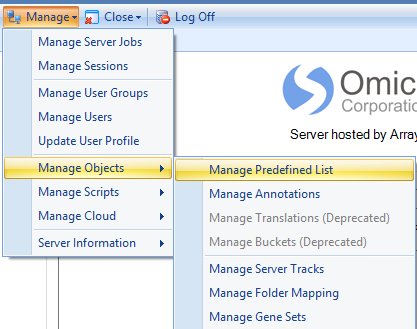 Manage Close Log Off
Manage Server Jobs
Manage Sessions
Manage User Groups
Manage Users
Update User Profile
Manage Objects
Manage Scripts
Manage Cloud
Server Information
Omic
Corporation
Server hosted by Array
Manage Predefined List
Manage Annotations
Manage Translations (Deprecated)
Manage Buckets (Deprecated)
Manage Server Tracks
Manage Folder Mapping
Manage Gene Sets